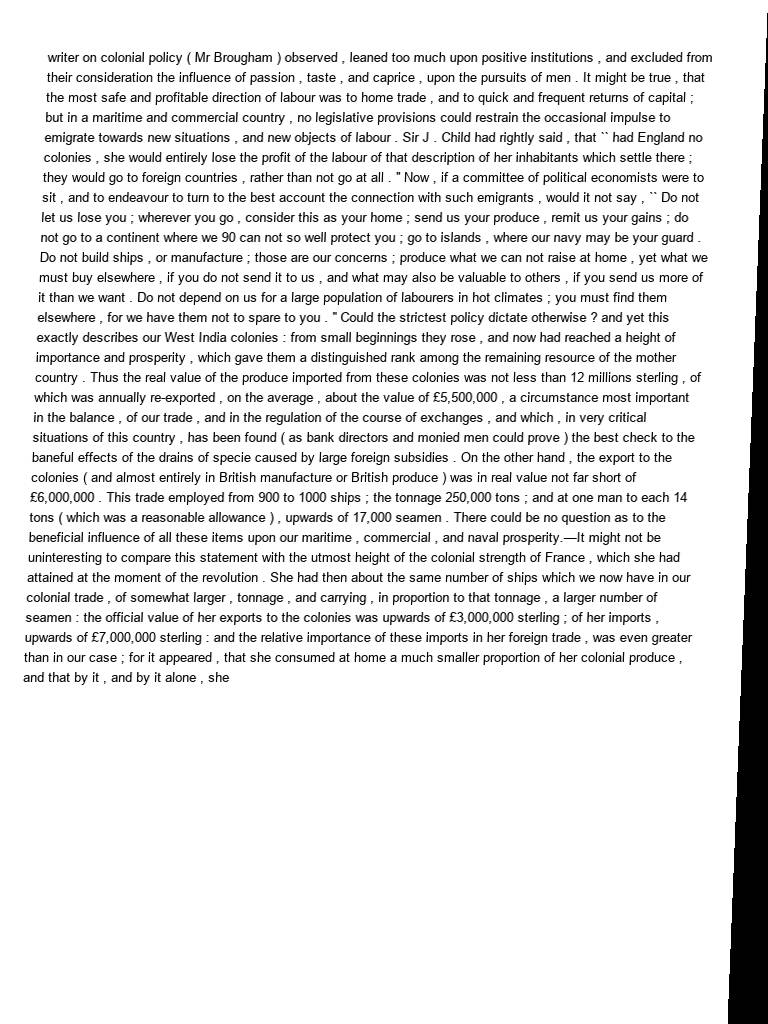 writer on colonial policy ( Mr Brougham ) observed , leaned too much upon positive institutions , and excluded from
their consideration the influence of passion , taste , and caprice , upon the pursuits of men . It might be true , that
the most safe and profitable direction of labour was to home trade , and to quick and frequent returns of capital ;
but in a maritime and commercial country , no legislative provisions could restrain the occasional impulse to
emigrate towards new situations , and new objects of labour . Sir J . Child had rightly said , that `` had England no
colonies , she would entirely lose the profit of the labour of that description of her inhabitants which settle there ;
they would go to foreign countries , rather than not go at all . " Now , if a committee of political economists were to
sit , and to endeavour to turn to the best account the connection with such emigrants , would it not say , `` Do not
let us lose you ; wherever you go , consider this as your home ; send us your produce , remit us your gains ; do
not go to a continent where we 90 can not so well protect you ; go to islands , where our navy may be your guard .
Do not build ships , or manufacture ; those are our concerns ; produce what we can not raise at home , yet what we
must buy elsewhere , if you do not send it to us , and what may also be valuable to others , if you send us more of
it than we want . Do not depend on us for a large population of labourers in hot climates ; you must find them
elsewhere , for we have them not to spare to you . " Could the strictest policy dictate otherwise ? and yet this
exactly describes our West India colonies : from small beginnings they rose , and now had reached a height of
importance and prosperity , which gave them a distinguished rank among the remaining resource of the mother
country . Thus the real value of the produce imported from these colonies was not less than 12 millions sterling , of
which was annually re-exported , on the average , about the value of £5,500,000 , a circumstance most important
in the balance , of our trade , and in the regulation of the course of exchanges , and which , in very critical
situations of this country , has been found ( as bank directors and monied men could prove ) the best check to the
baneful effects of the drains of specie caused by large foreign subsidies . On the other hand , the export to the
colonies ( and almost entirely in British manufacture or British produce ) was in real value not far short of
£6,000,000 . This trade employed from 900 to 1000 ships ; the tonnage 250,000 tons ; and at one man to each 14
tons ( which was a reasonable allowance ) , upwards of 17,000 seamen . There could be no question as to the
beneficial influence of all these items upon our maritime , commercial , and naval prosperity.—It might not be
uninteresting to compare this statement with the utmost height of the colonial strength of France , which she had
attained at the moment of the revolution . She had then about the same number of ships which we now have in our
colonial trade , of somewhat larger , tonnage , and carrying , in proportion to that tonnage , a larger number of
seamen : the official value of her exports to the colonies was upwards of £3,000,000 sterling ; of her imports ,
upwards of £7,000,000 sterling : and the relative importance of these imports in her foreign trade , was even greater
than in our case ; for it appeared , that she consumed at home a much smaller proportion of her colonial produce ,
and that by it , and by it alone , she